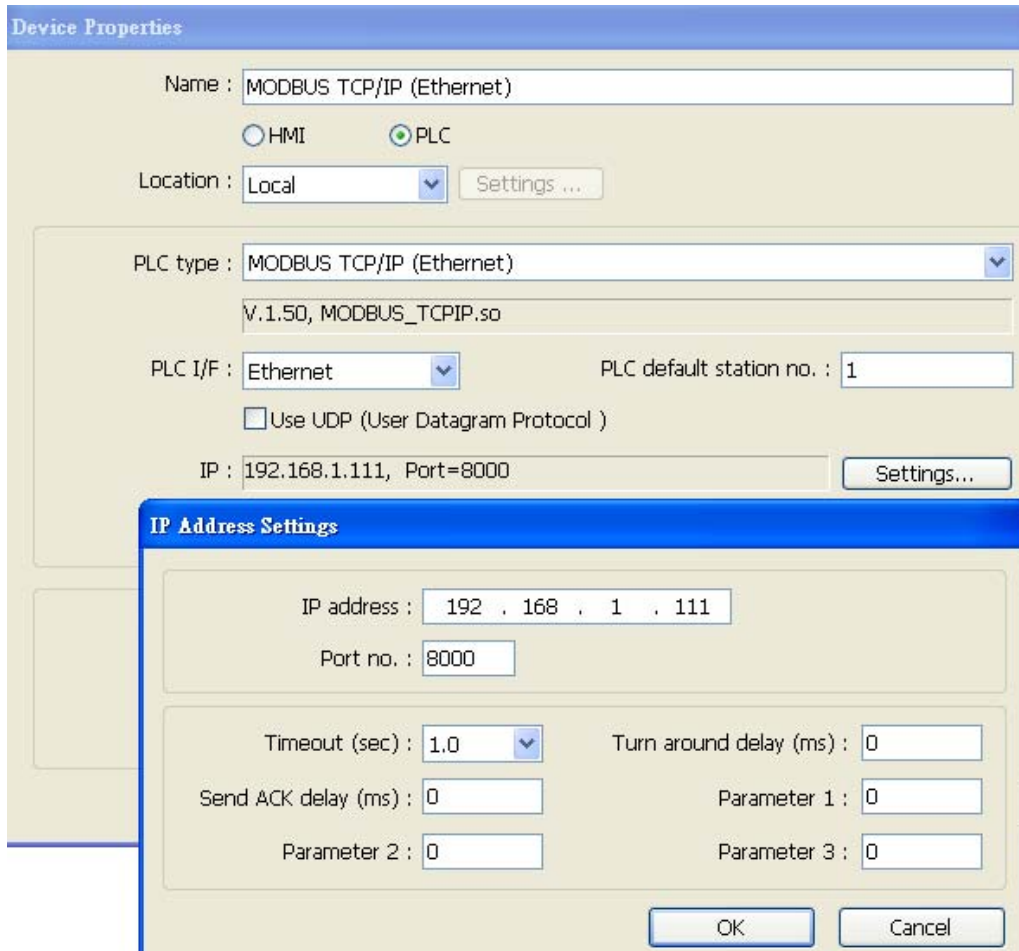 Device Properties
Name : MODBUS TCP/IP (Ethernet)
HMI PLC
Location : Local Settings ...
PLC type : MODBUS TCP/IP (Ethernet)
V.1.50, MODBUS_TCPIP.so
PLC I/F : Ethernet PLC default station no. : 1
Use UDP (User Datagram Protocol )
IP : 192.168.1.111, Port=8000 Settings...
IP Address Settings
IP address : 192 . 168 . 1 . 111
Port no. : 8000
Timeout (sec) : 1.0 Turn around delay (ms) : 0
Send ACK delay (ms) : 0 Parameter 1 : 0
Parameter 2 : 0 Parameter 3 : 0
OK Cancel